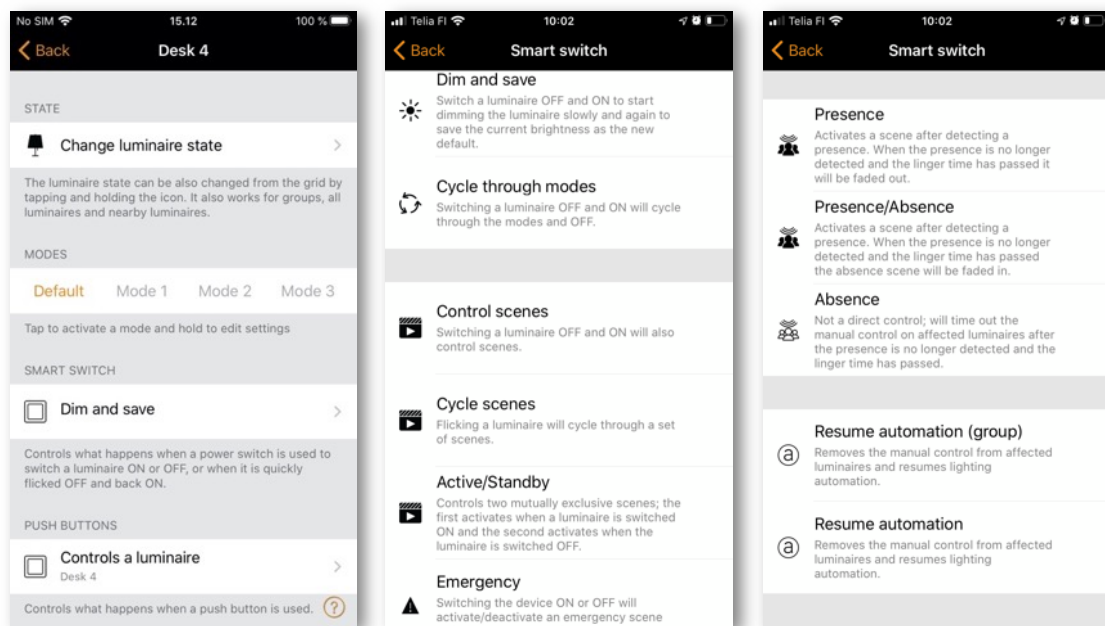 No SIM 15.12 100 %
Back Desk 4
STATE
Change luminaire state
The luminaire state can be also changed from the grid by
tapping and holding the icon. It also works for groups, all
luminaires and nearby luminaires.
MODES
Default Mode 1 Mode 2 Mode 3
Tap to activate a mode and hold to edit settings
SMART SWITCH
Dim and save
Controls what happens when a power switch is used to
switch a luminaire ON or OFF, or when it is quickly
flicked OFF and back ON.
PUSH BUTTONS
Controls a luminaire
Desk 4
Controls what happens when a push button is used. ?
Telia FI 10:02
Back Smart switch
Dim and save
Switch a luminaire OFF and ON to start
dimming the luminaire slowly and again to
save the current brightness as the new
default.
Cycle through modes
Switching a luminaire OFF and ON will cycle
through the modes and OFF.
Control scenes
Switching a luminaire OFF and ON will also
control scenes.
Cycle scenes
Flicking a luminaire will cycle through a set
of scenes.
Active/Standby
Controls two mutually exclusive scenes; the
first activates when a luminaire is switched
ON and the second activates when the
luminaire is switched OFF.
Emergency
Switching the device ON or OFF will
activate/deactivate an emergency scene
Telia FI 10:02
Back Smart switch
Presence
Activates a scene after detecting a
presence. When the presence is no longer
detected and the linger time has passed it
will be faded out.
Presence/Absence
Activates a scene after detecting a
presence. When the presence is no longer
detected and the linger time has passed
the absence scene will be faded in.
Absence
Not a direct control; will time out the
manual control on affected luminaires after
the presence is no longer detected and the
linger time has passed.
Resume automation (group)
a
Removes the manual control from affected
luminaires and resumes lighting
automation.
Resume automation
a
Removes the manual control from affected
luminaires and resumes lighting
automation.